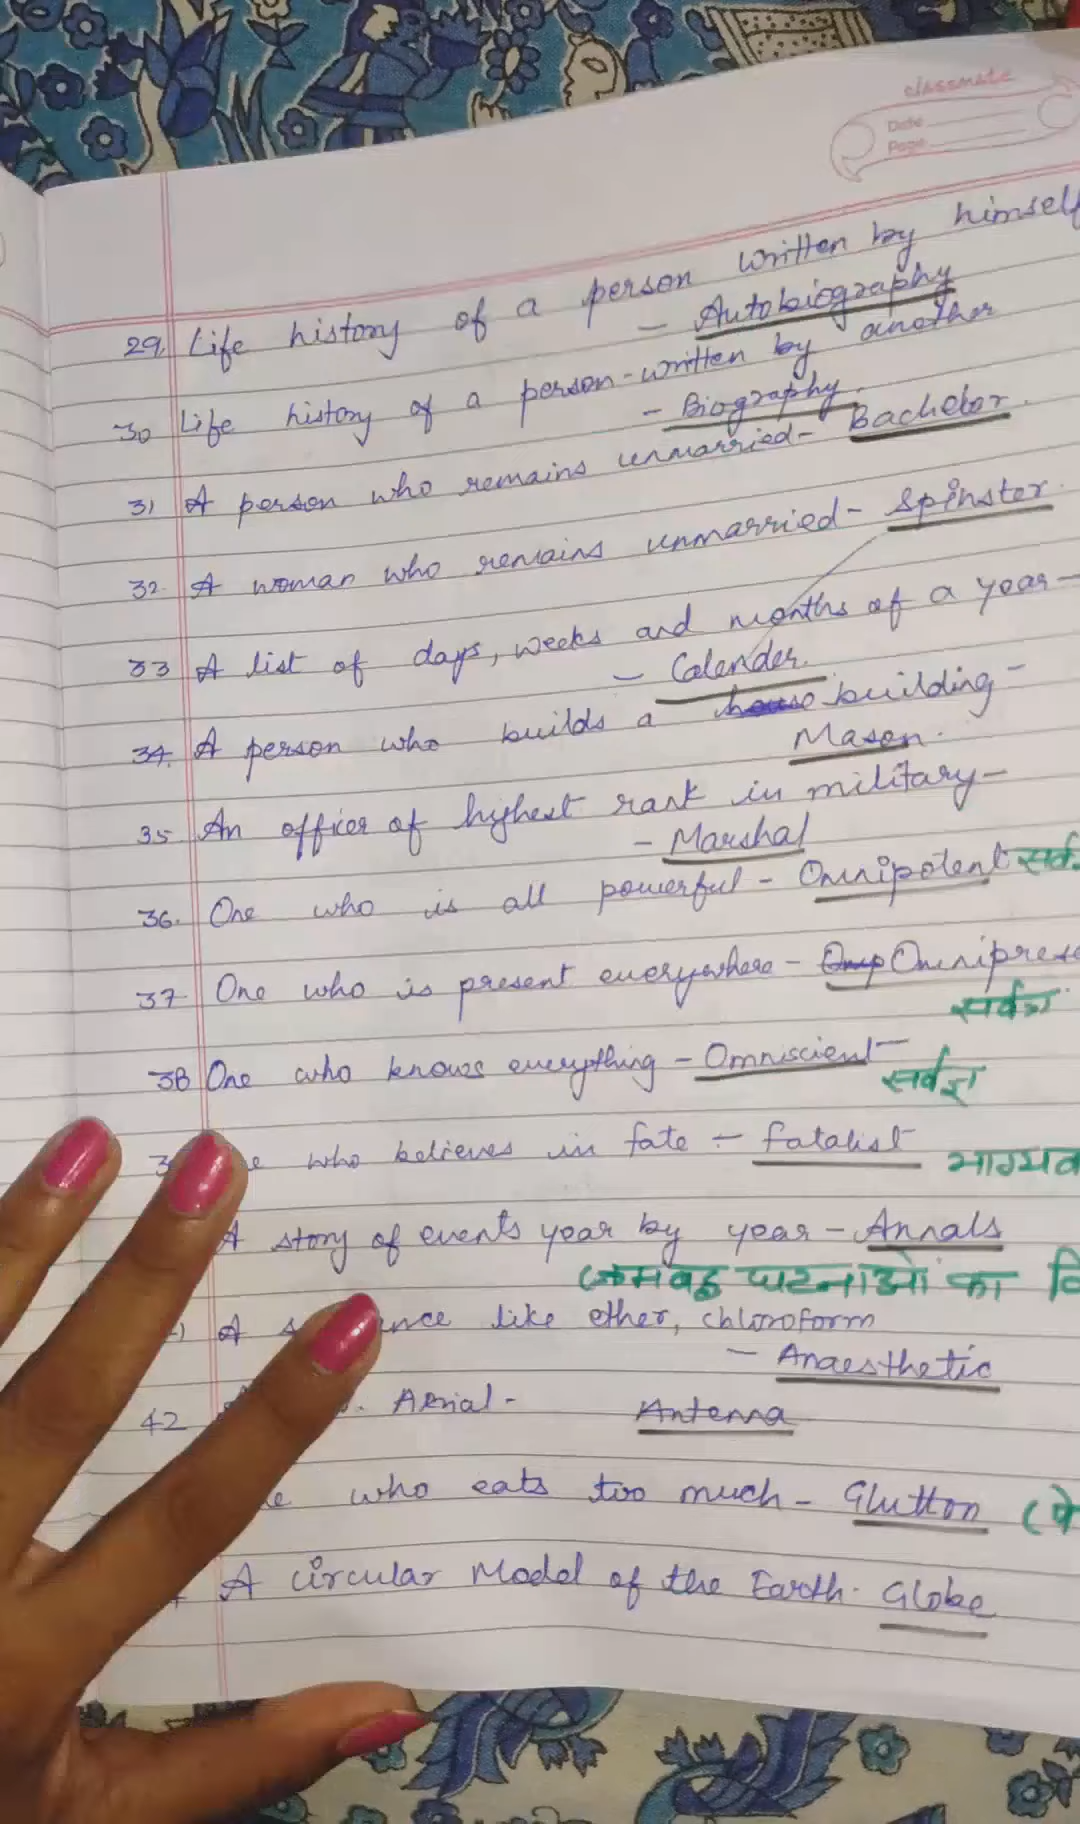 classmate
Date
Page
29. Life history of a person written by himself
- Autobiography
30 Life history of a person - written by another
- Biography.
31 A person who remains unmarried - Bachelor.
32. A woman who remains unmarried - Spinster.
33 A list of days, weeks and months of a year -
- Calender.
34. A person who builds a house building -
Mason.
35. An officer of highest rank in military -
- Marshal
36. One who is all powerful - Omnipotent सर्व
37 One who is present everywhere - Omp Omnipres
सर्वत्र
38 One who knows everything - Omniscient
सर्वज्ञ
who believes in fate - fatalist भाग्यव
A story of events year by year - Annals
घटनाओं का वि
A like ether, chloroform
- Anaesthetic
42 Aerial - Antenna
who eats too much - Glutton (पे
A circular Model of the Earth. Globe